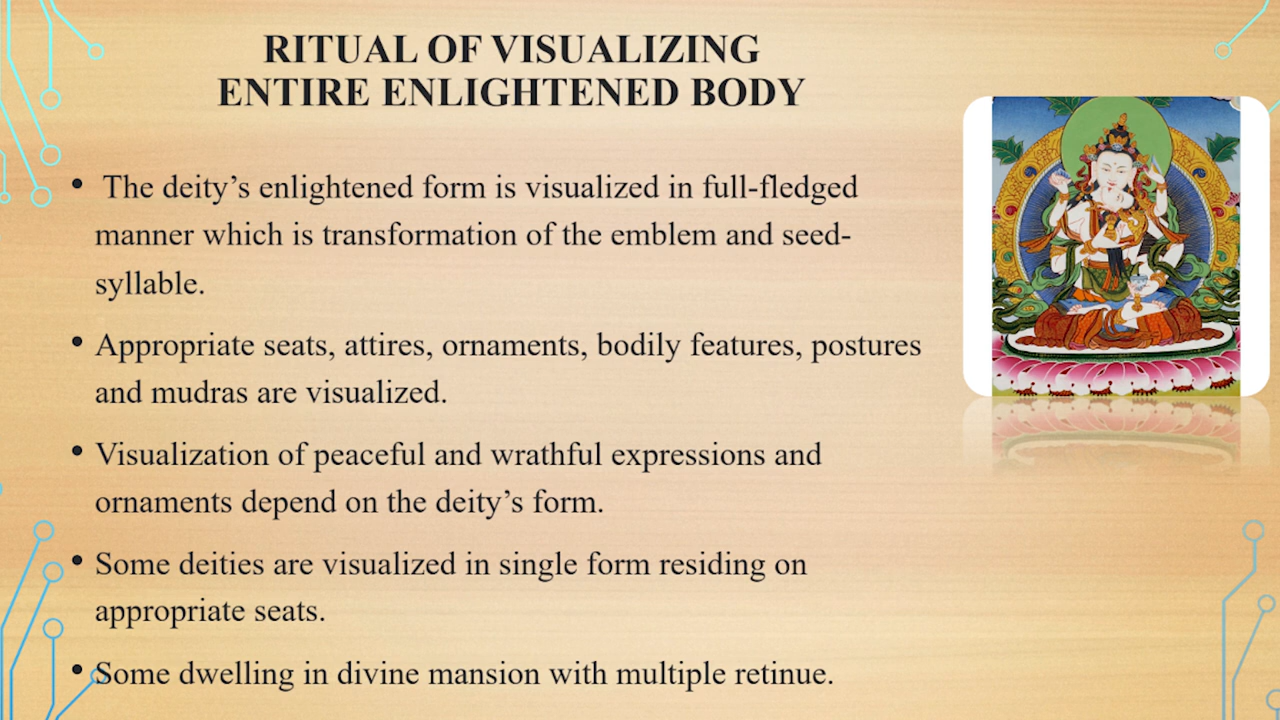 RITUAL OF VISUALIZING
ENTIRE ENLIGHTENED BODY
• The deity’s enlightened form is visualized in full-fledged
manner which is transformation of the emblem and seed-
syllable.
• Appropriate seats, attires, ornaments, bodily features, postures
and mudras are visualized.
• Visualization of peaceful and wrathful expressions and
ornaments depend on the deity’s form.
• Some deities are visualized in single form residing on
appropriate seats.
• Some dwelling in divine mansion with multiple retinue.